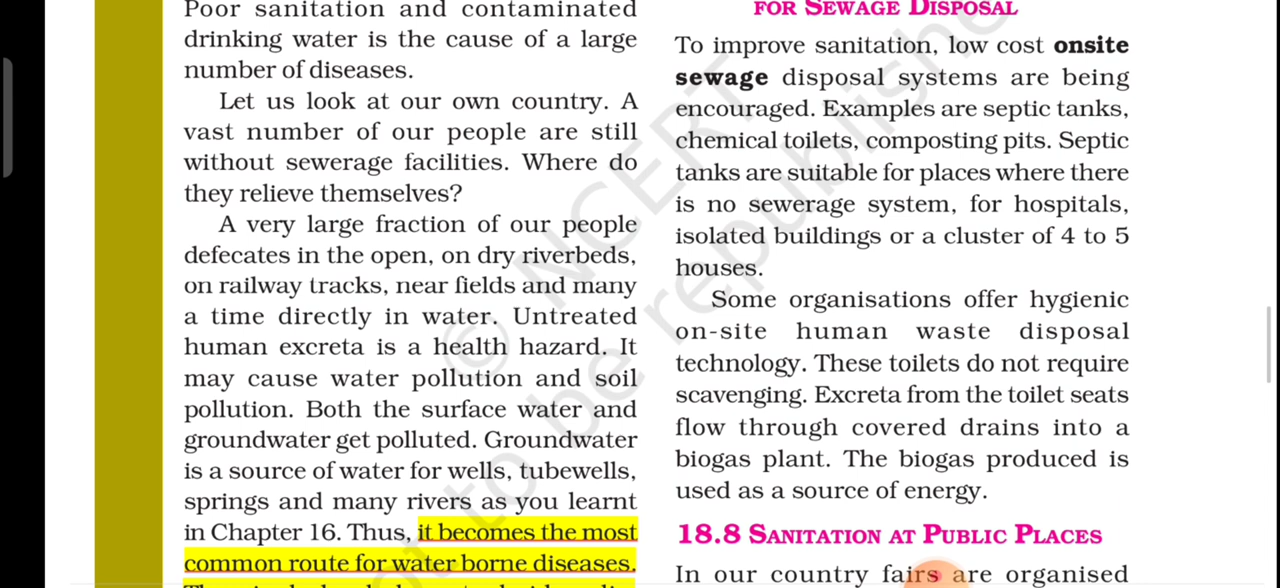 Poor sanitation and contaminated
drinking water is the cause of a large
number of diseases.
Let us look at our own country. A
vast number of our people are still
without sewerage facilities. Where do
they relieve themselves?
A very large fraction of our people
defecates in the open, on dry riverbeds,
on railway tracks, near fields and many
a time directly in water. Untreated
human excreta is a health hazard. It
may cause water pollution and soil
pollution. Both the surface water and
groundwater get polluted. Groundwater
is a source of water for wells, tubewells,
springs and many rivers as you learnt
in Chapter 16. Thus, it becomes the most
common route for water borne diseases.
FOR SEWAGE DISPOSAL
To improve sanitation, low cost onsite
sewage disposal systems are being
encouraged. Examples are septic tanks,
chemical toilets, composting pits. Septic
tanks are suitable for places where there
is no sewerage system, for hospitals,
isolated buildings or a cluster of 4 to 5
houses.
Some organisations offer hygienic
on-site human waste disposal
technology. These toilets do not require
scavenging. Excreta from the toilet seats
flow through covered drains into a
biogas plant. The biogas produced is
used as a source of energy.
18.8 SANITATION AT PUBLIC PLACES
In our country fairs are organised
© NCERT
not to be republished